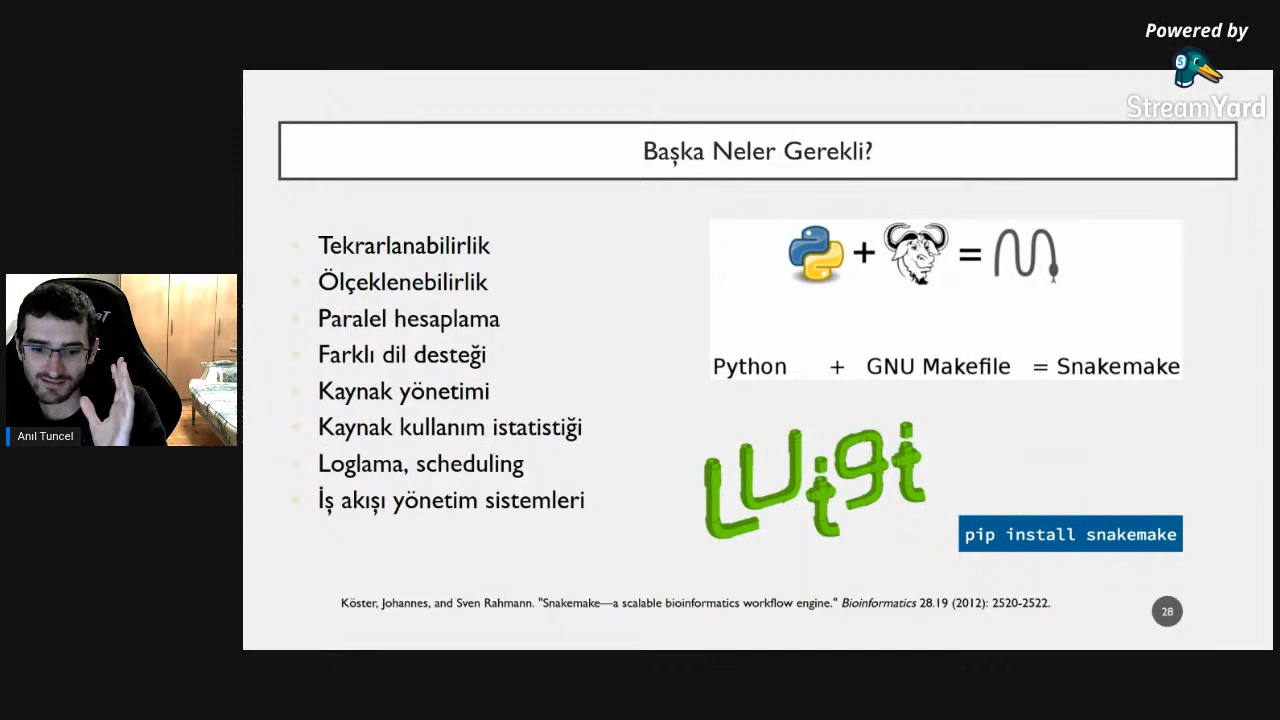 Powered by
StreamYard
Başka Neler Gerekli?
Tekrarlanabilirlik
Ölçeklenebilirlik
Paralel hesaplama
Farklı dil desteği
Kaynak yönetimi
Kaynak kullanım istatistiği
Loglama, scheduling
İş akışı yönetim sistemleri
+ =
Python + GNU Makefile = Snakemake
Luigi
pip install snakemake
Köster, Johannes, and Sven Rahmann. "Snakemake—a scalable bioinformatics workflow engine." Bioinformatics 28.19 (2012): 2520-2522.
28
Anıl Tuncel